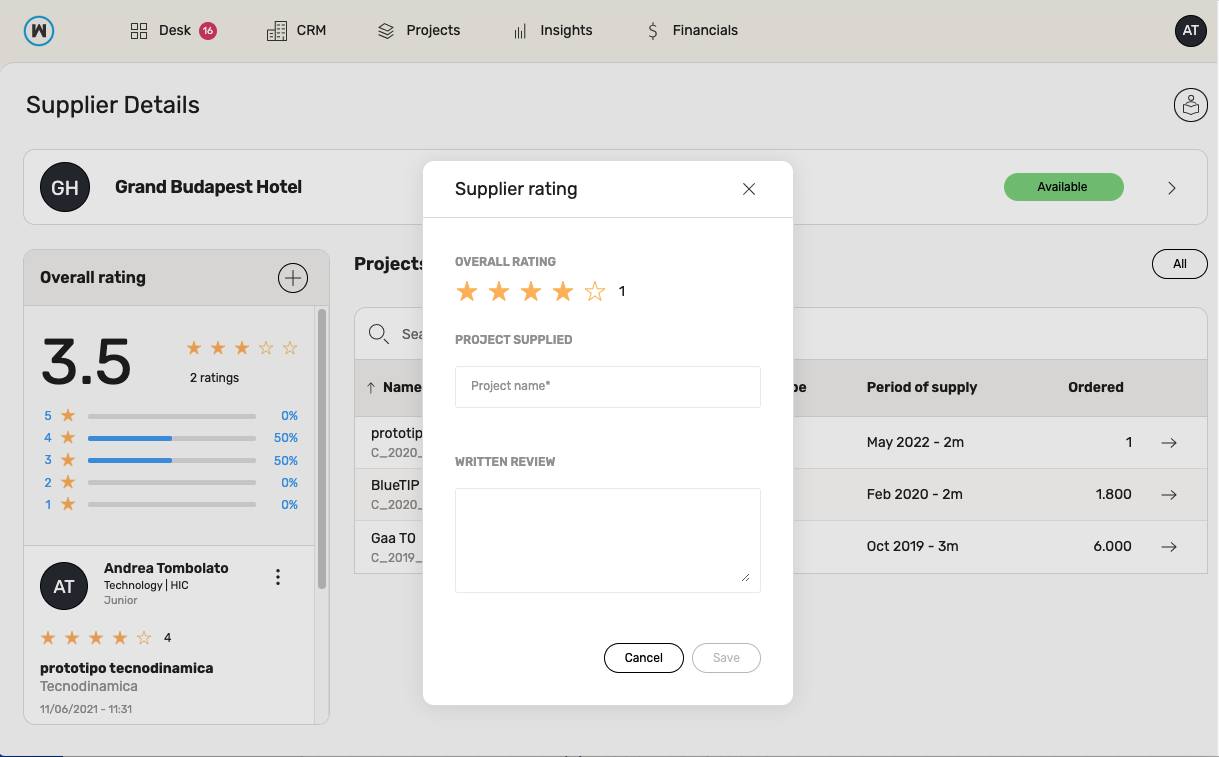 W Desk 16 CRM Projects Insights $ Financials AT
Supplier Details
GH Grand Budapest Hotel Available
Overall rating
3.5
2 ratings
5 0%
4 50%
3 50%
2 0%
1 0%
AT Andrea Tombolato
Technology | HIC
Junior
4
prototipo tecnodinamica
Tecnodinamica
11/06/2021 - 11:31
Projects All
Name Period of supply Ordered
May 2022 - 2m 1
C_2020_
BlueTIP Feb 2020 - 2m 1.800
C_2020_
Gaa TO Oct 2019 - 3m 6.000
C_2019_
Supplier rating
OVERALL RATING
1
PROJECT SUPPLIED
Project name*
WRITTEN REVIEW
Cancel Save